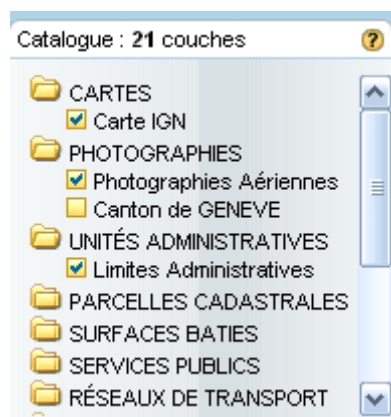 Catalogue : 21 couches ?
CARTES
Carte IGN
PHOTOGRAPHIES
Photographies Aériennes
Canton de GENEVE
UNITÉS ADMINISTRATIVES
Limites Administratives
PARCELLES CADASTRALES
SURFACES BATIES
SERVICES PUBLICS
RÉSEAUX DE TRANSPORT